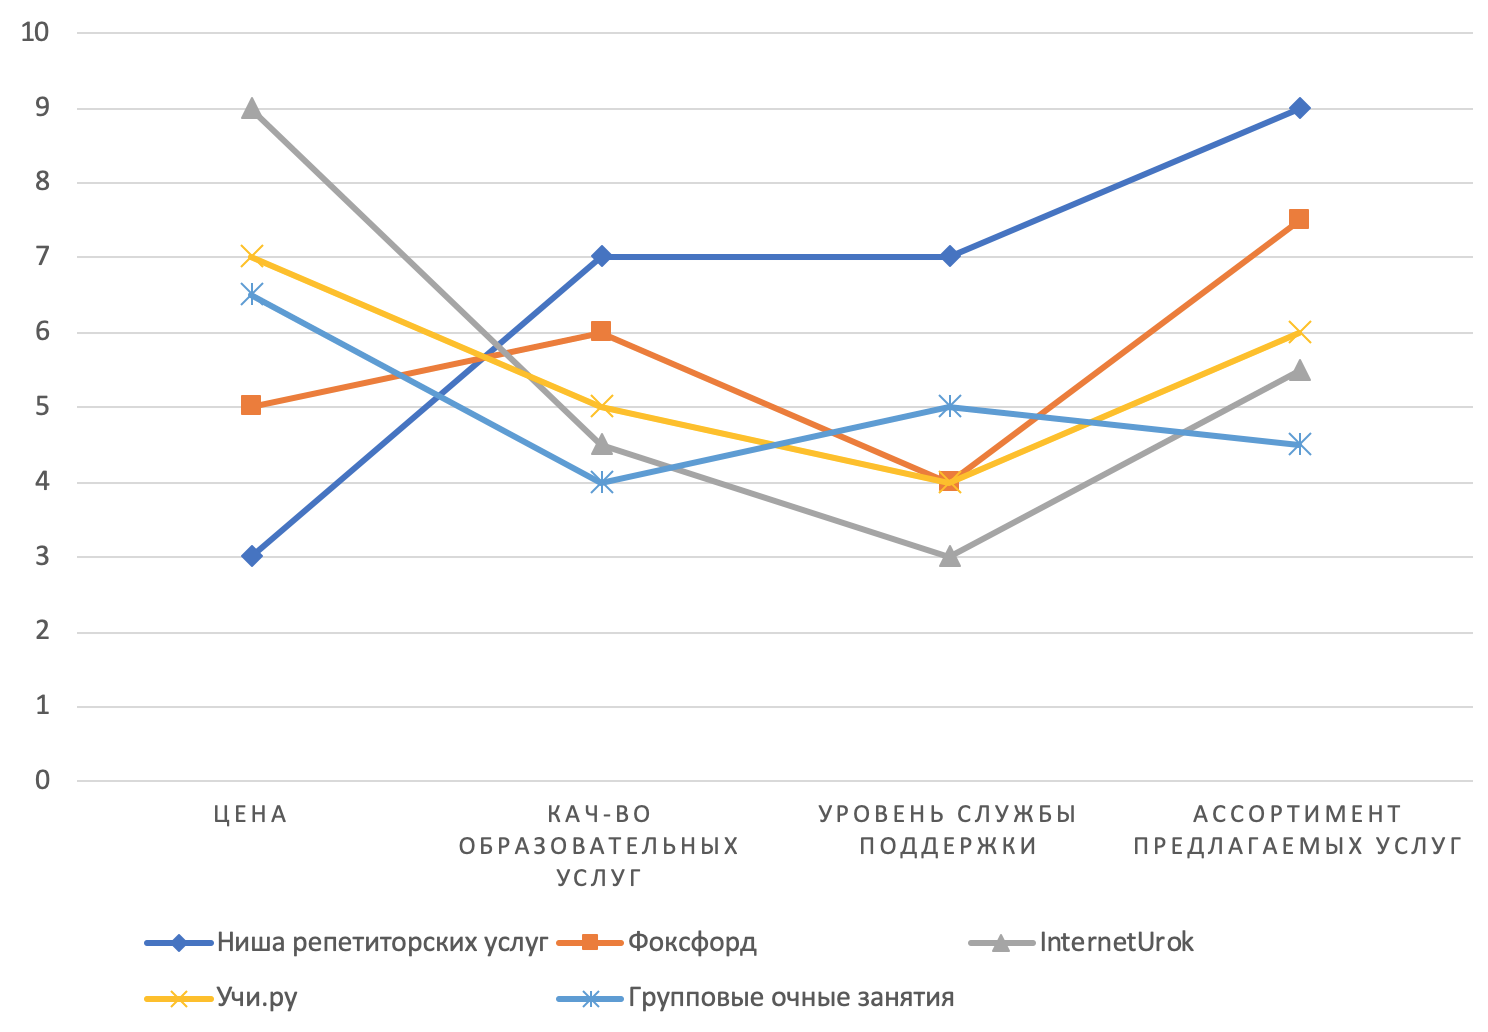 10
9
8
7
6
5
4
3
2
1
0
ЦЕНА
КАЧ-ВО
ОБРАЗОВАТЕЛЬНЫХ
УСЛУГ
УРОВЕНЬ СЛУЖБЫ
ПОДДЕРЖКИ
АССОРТИМЕНТ
ПРЕДЛАГАЕМЫХ УСЛУГ
Ниша репетиторских услуг
Фоксфорд
InternetUrok
Учи.ру
Групповые очные занятия